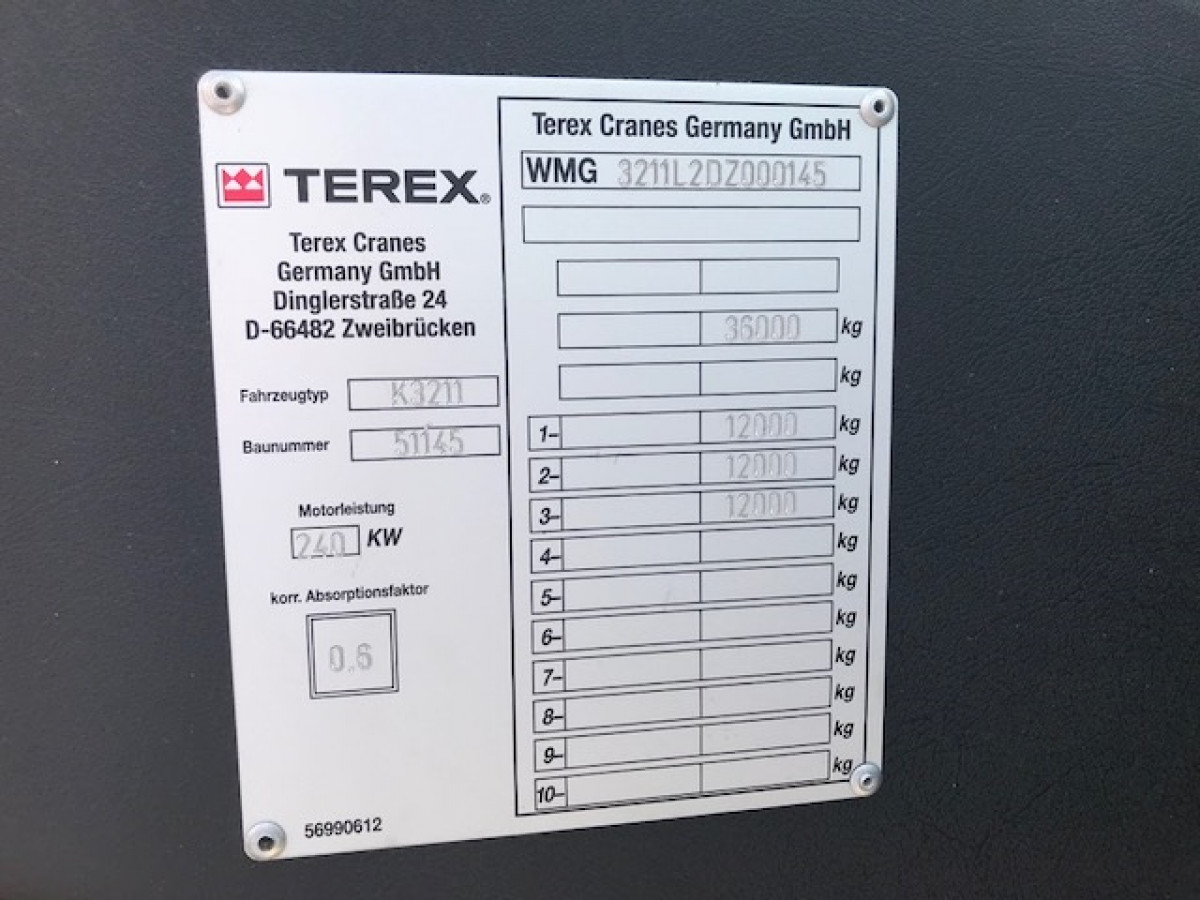 TEREX®
Terex Cranes
Germany GmbH
Dinglerstraße 24
D-66482 Zweibrücken
Fahrzeugtyp K3211
Baunummer 51145
Motorleistung
240 KW
korr. Absorptionsfaktor
0.6
56990612
Terex Cranes Germany GmbH
WMG 3211L2DZ000145
36000 kg
kg
1- 12000 kg
2- 12000 kg
3- 12000 kg
4- kg
5- kg
6- kg
7- kg
8- kg
9- kg
10- kg